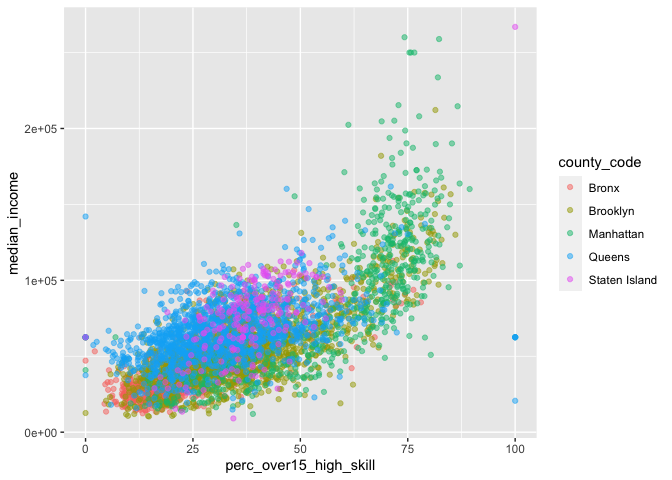 2e+05
1e+05
0e+00
median_income
0
25
50
75
100
perc_over15_high_skill
county_code
Bronx
Brooklyn
Manhattan
Queens
Staten Island